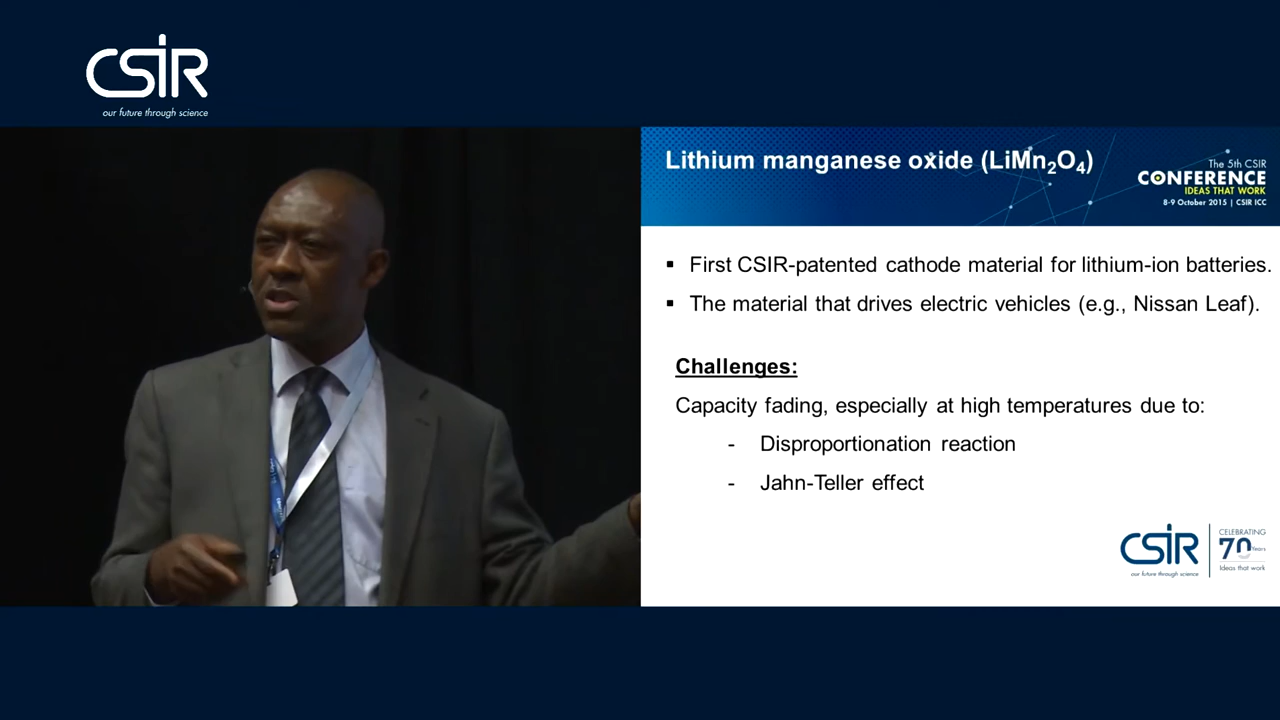 CSIR
our future through science
Lithium manganese oxide (LiMn₂O₄)
The 5th CSIR
CONFERENCE
IDEAS THAT WORK
8-9 October 2015 | CSIR ICC
▪ First CSIR-patented cathode material for lithium-ion batteries.
▪ The material that drives electric vehicles (e.g., Nissan Leaf).
Challenges:
Capacity fading, especially at high temperatures due to:
- Disproportionation reaction
- Jahn-Teller effect
CSIR
our future through science
CELEBRATING
70 Years
Ideas that work